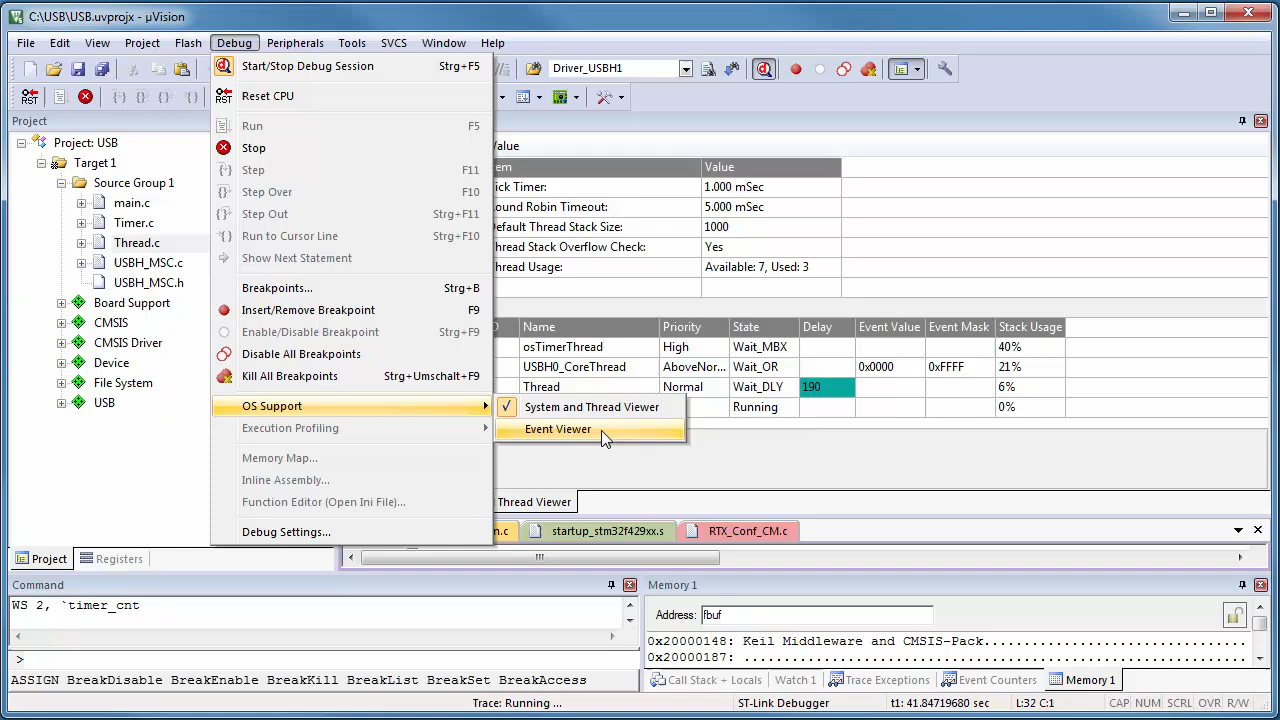 C:\USB\USB.uvprojx - µVision
File Edit View Project Flash Debug Peripherals Tools SVCS Window Help
Driver_USBH1
RST
Project
Project: USB
Target 1
Source Group 1
main.c
Timer.c
Thread.c
USBH_MSC.c
USBH_MSC.h
Board Support
CMSIS
CMSIS Driver
Device
File System
USB
Project Registers
Start/Stop Debug Session Strg+F5
Reset CPU
Run F5
Stop
Step F11
Step Over F10
Step Out Strg+F11
Run to Cursor Line Strg+F10
Show Next Statement
Breakpoints... Strg+B
Insert/Remove Breakpoint F9
Enable/Disable Breakpoint Strg+F9
Disable All Breakpoints
Kill All Breakpoints Strg+Umschalt+F9
OS Support
Execution Profiling
Memory Map...
Inline Assembly...
Function Editor (Open Ini File)...
Debug Settings...
System and Thread Viewer
Event Viewer
Value
em Value
ick Timer: 1.000 mSec
ound Robin Timeout: 5.000 mSec
efault Thread Stack Size: 1000
hread Stack Overflow Check: Yes
hread Usage: Available: 7, Used: 3
Name Priority State Delay Event Value Event Mask Stack Usage
osTimerThread High Wait_MBX 40%
USBH0_CoreThread AboveNor... Wait_OR 0x0000 0xFFFF 21%
Thread Normal Wait_DLY 190 6%
Running 0%
Thread Viewer
n.c startup_stm32f429xx.s RTX_Conf_CM.c
Command
WS 2, `timer_cnt
>
ASSIGN BreakDisable BreakEnable BreakKill BreakList BreakSet BreakAccess
Memory 1
Address: fbuf
0x20000148: Keil Middleware and CMSIS-Pack...............................
0x20000187: .............................................................
Call Stack + Locals Watch 1 Trace Exceptions Event Counters Memory 1
Trace: Running ... ST-Link Debugger t1: 41.84719680 sec L:32 C:1 CAP NUM SCRL OVR R/W